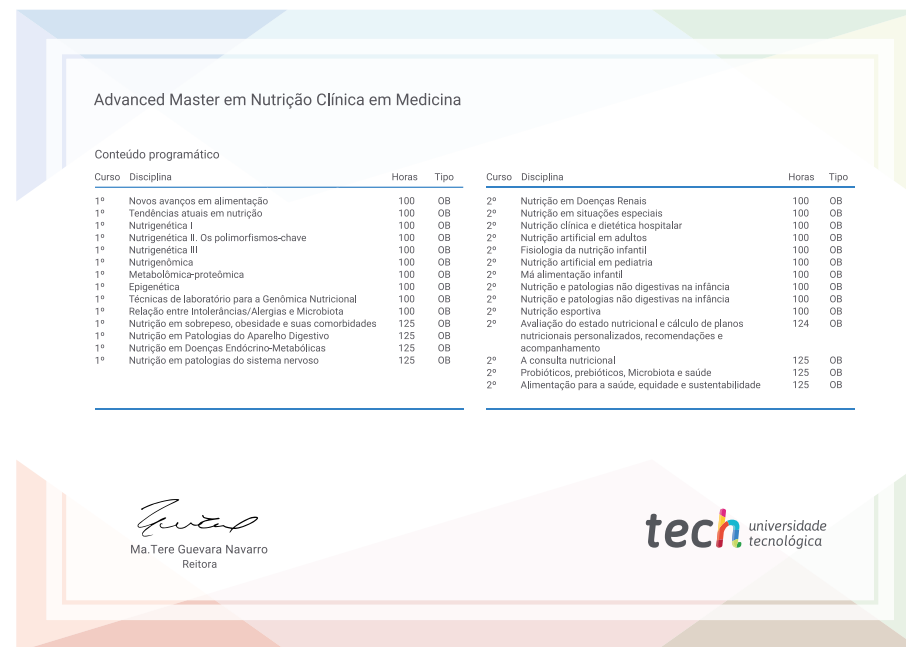 Advanced Master em Nutrição Clínica em Medicina
Conteúdo programático
Curso Disciplina Horas Tipo
1º Novos avanços em alimentação 100 OB
1º Tendências atuais em nutrição 100 OB
1º Nutrigenética I 100 OB
1º Nutrigenética II. Os polimorfismos-chave 100 OB
1º Nutrigenética III 100 OB
1º Nutrigenômica 100 OB
1º Metabolômica-proteômica 100 OB
1º Epigenética 100 OB
1º Técnicas de laboratório para a Genômica Nutricional 100 OB
1º Relação entre Intolerâncias/Alergias e Microbiota 100 OB
1º Nutrição em sobrepeso, obesidade e suas comorbidades 125 OB
1º Nutrição em Patologias do Aparelho Digestivo 125 OB
1º Nutrição em Doenças Endócrino-Metabólicas 125 OB
1º Nutrição em patologias do sistema nervoso 125 OB
Curso Disciplina Horas Tipo
2º Nutrição em Doenças Renais 100 OB
2º Nutrição em situações especiais 100 OB
2º Nutrição clínica e dietética hospitalar 100 OB
2º Nutrição artificial em adultos 100 OB
2º Fisiologia da nutrição infantil 100 OB
2º Nutrição artificial em pediatria 100 OB
2º Má alimentação infantil 100 OB
2º Nutrição e patologias não digestivas na infância 100 OB
2º Nutrição e patologias não digestivas na infância 100 OB
2º Nutrição esportiva 100 OB
2º Avaliação do estado nutricional e cálculo de planos 124 OB
nutricionais personalizados, recomendações e
acompanhamento
2º A consulta nutricional 125 OB
2º Probióticos, prebióticos, Microbiota e saúde 125 OB
2º Alimentação para a saúde, equidade e sustentabilidade 125 OB
Ma.Tere Guevara Navarro
Reitora
tech universidade
tecnológica